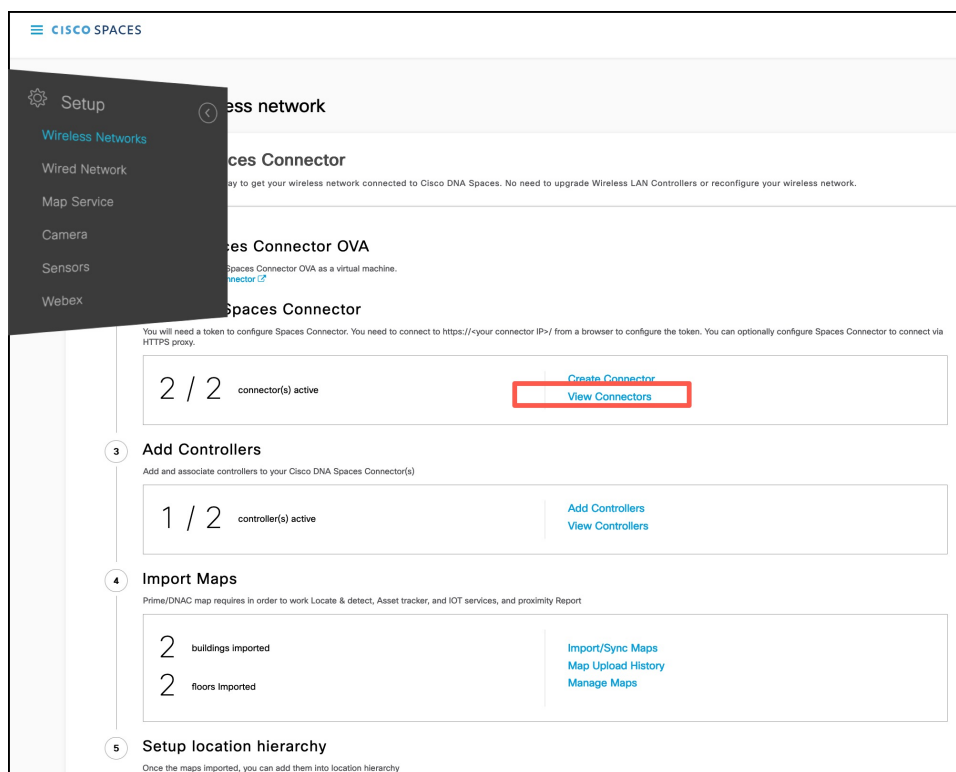 CISCO SPACES
Setup
Wireless Networks
Wired Network
Map Service
Camera
Sensors
Webex
ess network
ces Connector
ay to get your wireless network connected to Cisco DNA Spaces. No need to upgrade Wireless LAN Controllers or reconfigure your wireless network.
ces Connector OVA
Spaces Connector OVA as a virtual machine.
nnector
Spaces Connector
You will need a token to configure Spaces Connector. You need to connect to https://<your connector IP>/ from a browser to configure the token. You can optionally configure Spaces Connector to connect via
HTTPS proxy.
2 / 2 connector(s) active
Create Connector
View Connectors
3 Add Controllers
Add and associate controllers to your Cisco DNA Spaces Connector(s)
1 / 2 controller(s) active
Add Controllers
View Controllers
4 Import Maps
Prime/DNAC map requires in order to work Locate & detect, Asset tracker, and IOT services, and proximity Report
2 buildings imported
2 floors Imported
Import/Sync Maps
Map Upload History
Manage Maps
5 Setup location hierarchy
Once the maps imported, you can add them into location hierarchy